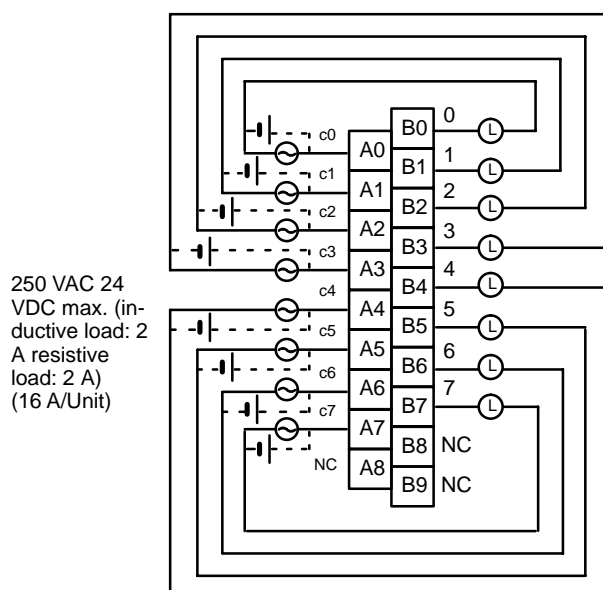 0
c0
B0
L
A0
1
c1
B1
L
A1
2
c2
B2
L
A2
3
c3
B3
L
A3
4
c4
B4
L
A4
5
c5
B5
L
A5
6
c6
B6
L
A6
7
c7
B7
L
A7
B8 NC
NC
A8
B9 NC
250 VAC 24
VDC max. (in-
ductive load: 2
A resistive
load: 2 A)
(16 A/Unit)